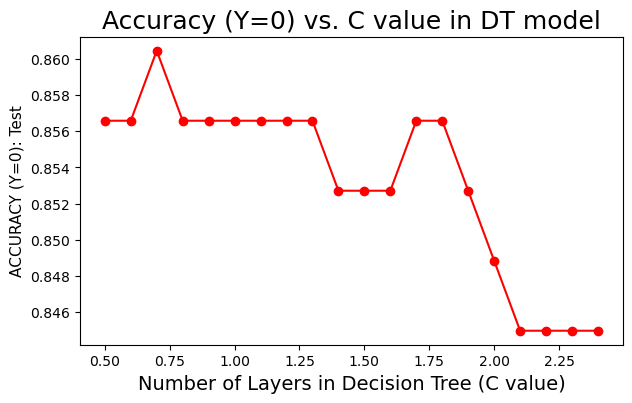 Accuracy (Y=0) vs. C value in DT model
ACCURACY (Y=0): Test
0.860
0.858
0.856
0.854
0.852
0.850
0.848
0.846
0.50 0.75 1.00 1.25 1.50 1.75 2.00 2.25
Number of Layers in Decision Tree (C value)